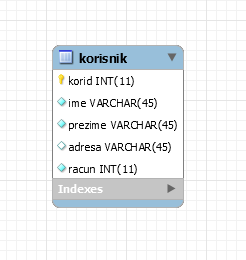 korisnik
korid INT(11)
ime VARCHAR(45)
prezime VARCHAR(45)
adresa VARCHAR(45)
racun INT(11)
Indexes